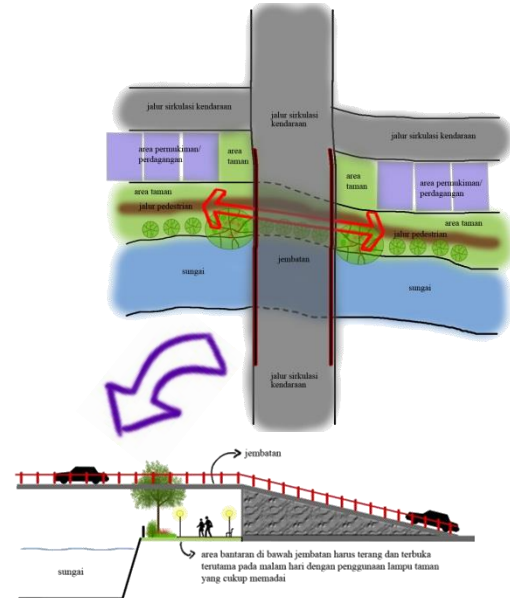 jalur sirkulasi kendaraan
jalur sirkulasi
kendaraan
jalur sirkulasi kendaraan
area permukiman/
perdagangan
area
taman
area
taman
area permukiman/
perdagangan
area taman
jalur pedestrian
area taman
jalur pedestrian
sungai
jembatan
sungai
jalur sirkulasi
kendaraan
jembatan
sungai
area bantaran di bawah jembatan harus terang dan terbuka
terutama pada malam hari dengan penggunaan lampu taman
yang cukup memadai